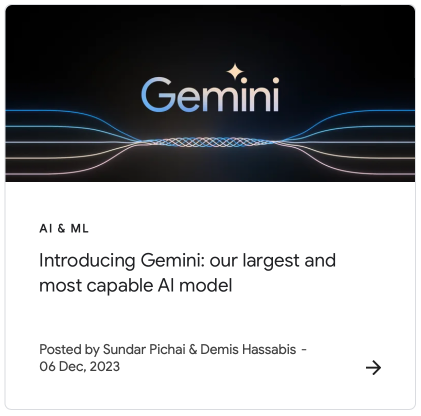 Gemini
AI & ML
Introducing Gemini: our largest and
most capable AI model
Posted by Sundar Pichai & Demis Hassabis -
06 Dec, 2023